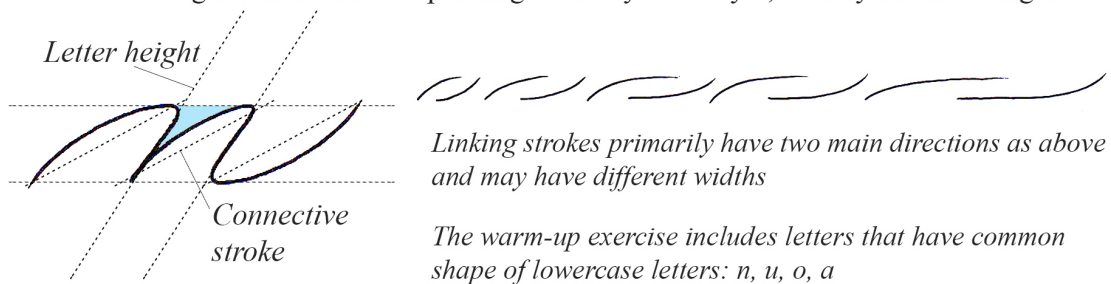 Letter height
Connective
stroke
Linking strokes primarily have two main directions as above
and may have different widths
The warm-up exercise includes letters that have common
shape of lowercase letters: n, u, o, a